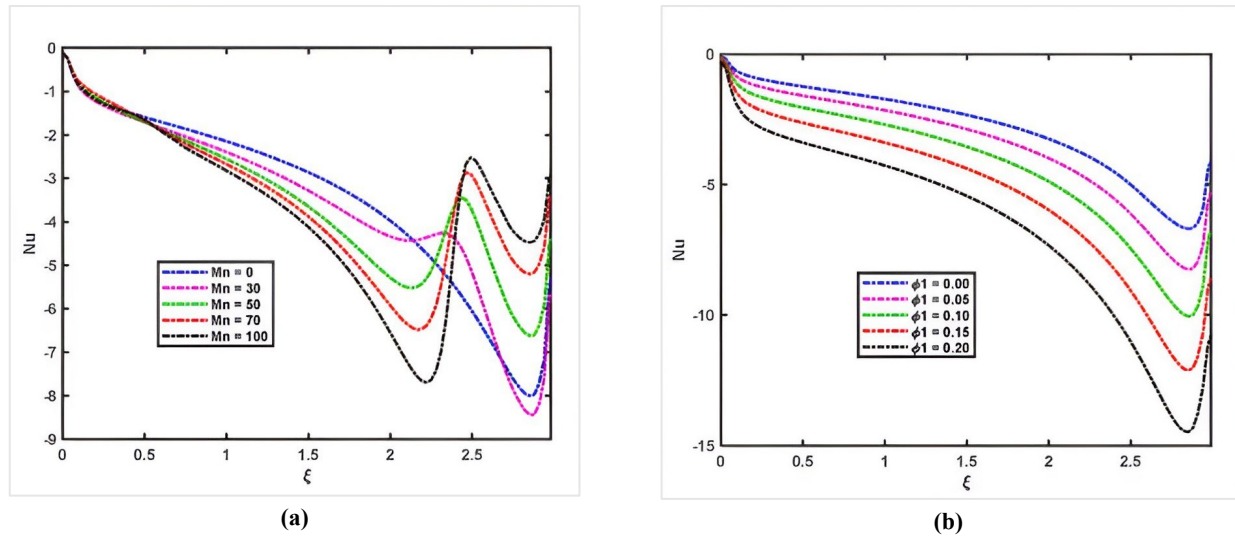 0
-1
-2
-3
-4
-5
-6
-7
-8
-9
Nu
Mn = 0
Mn = 30
Mn = 50
Mn = 70
Mn = 100
0 0.5 1 1.5 2 2.5
ξ
(a)
0
-5
-10
-15
Nu
ϕ1 = 0.00
ϕ1 = 0.05
ϕ1 = 0.10
ϕ1 = 0.15
ϕ1 = 0.20
0 0.5 1 1.5 2 2.5
ξ
(b)